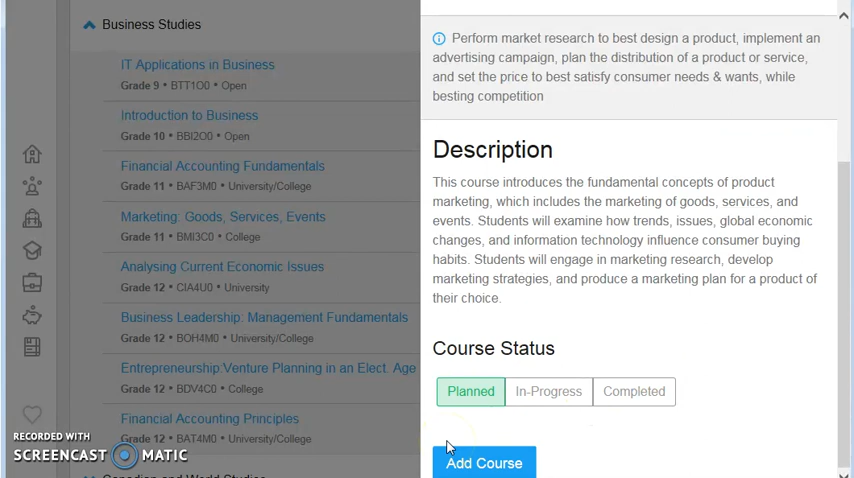 Business Studies
IT Applications in Business
Grade 9 • BTT1O0 • Open
Introduction to Business
Grade 10 • BBI2O0 • Open
Financial Accounting Fundamentals
Grade 11 • BAF3M0 • University/College
Marketing: Goods, Services, Events
Grade 11 • BMI3C0 • College
Analysing Current Economic Issues
Grade 12 • CIA4U0 • University
Business Leadership: Management Fundamentals
Grade 12 • BOH4M0 • University/College
Entrepreneurship:Venture Planning in an Elect. Age
Grade 12 • BDV4C0 • College
Financial Accounting Principles
Grade 12 • BAT4M0 • University/College
Canadian and World Studies
Perform market research to best design a product, implement an
advertising campaign, plan the distribution of a product or service,
and set the price to best satisfy consumer needs & wants, while
besting competition
Description
This course introduces the fundamental concepts of product
marketing, which includes the marketing of goods, services, and
events. Students will examine how trends, issues, global economic
changes, and information technology influence consumer buying
habits. Students will engage in marketing research, develop
marketing strategies, and produce a marketing plan for a product of
their choice.
Course Status
Planned In-Progress Completed
Add Course
RECORDED WITH
SCREENCAST MATIC